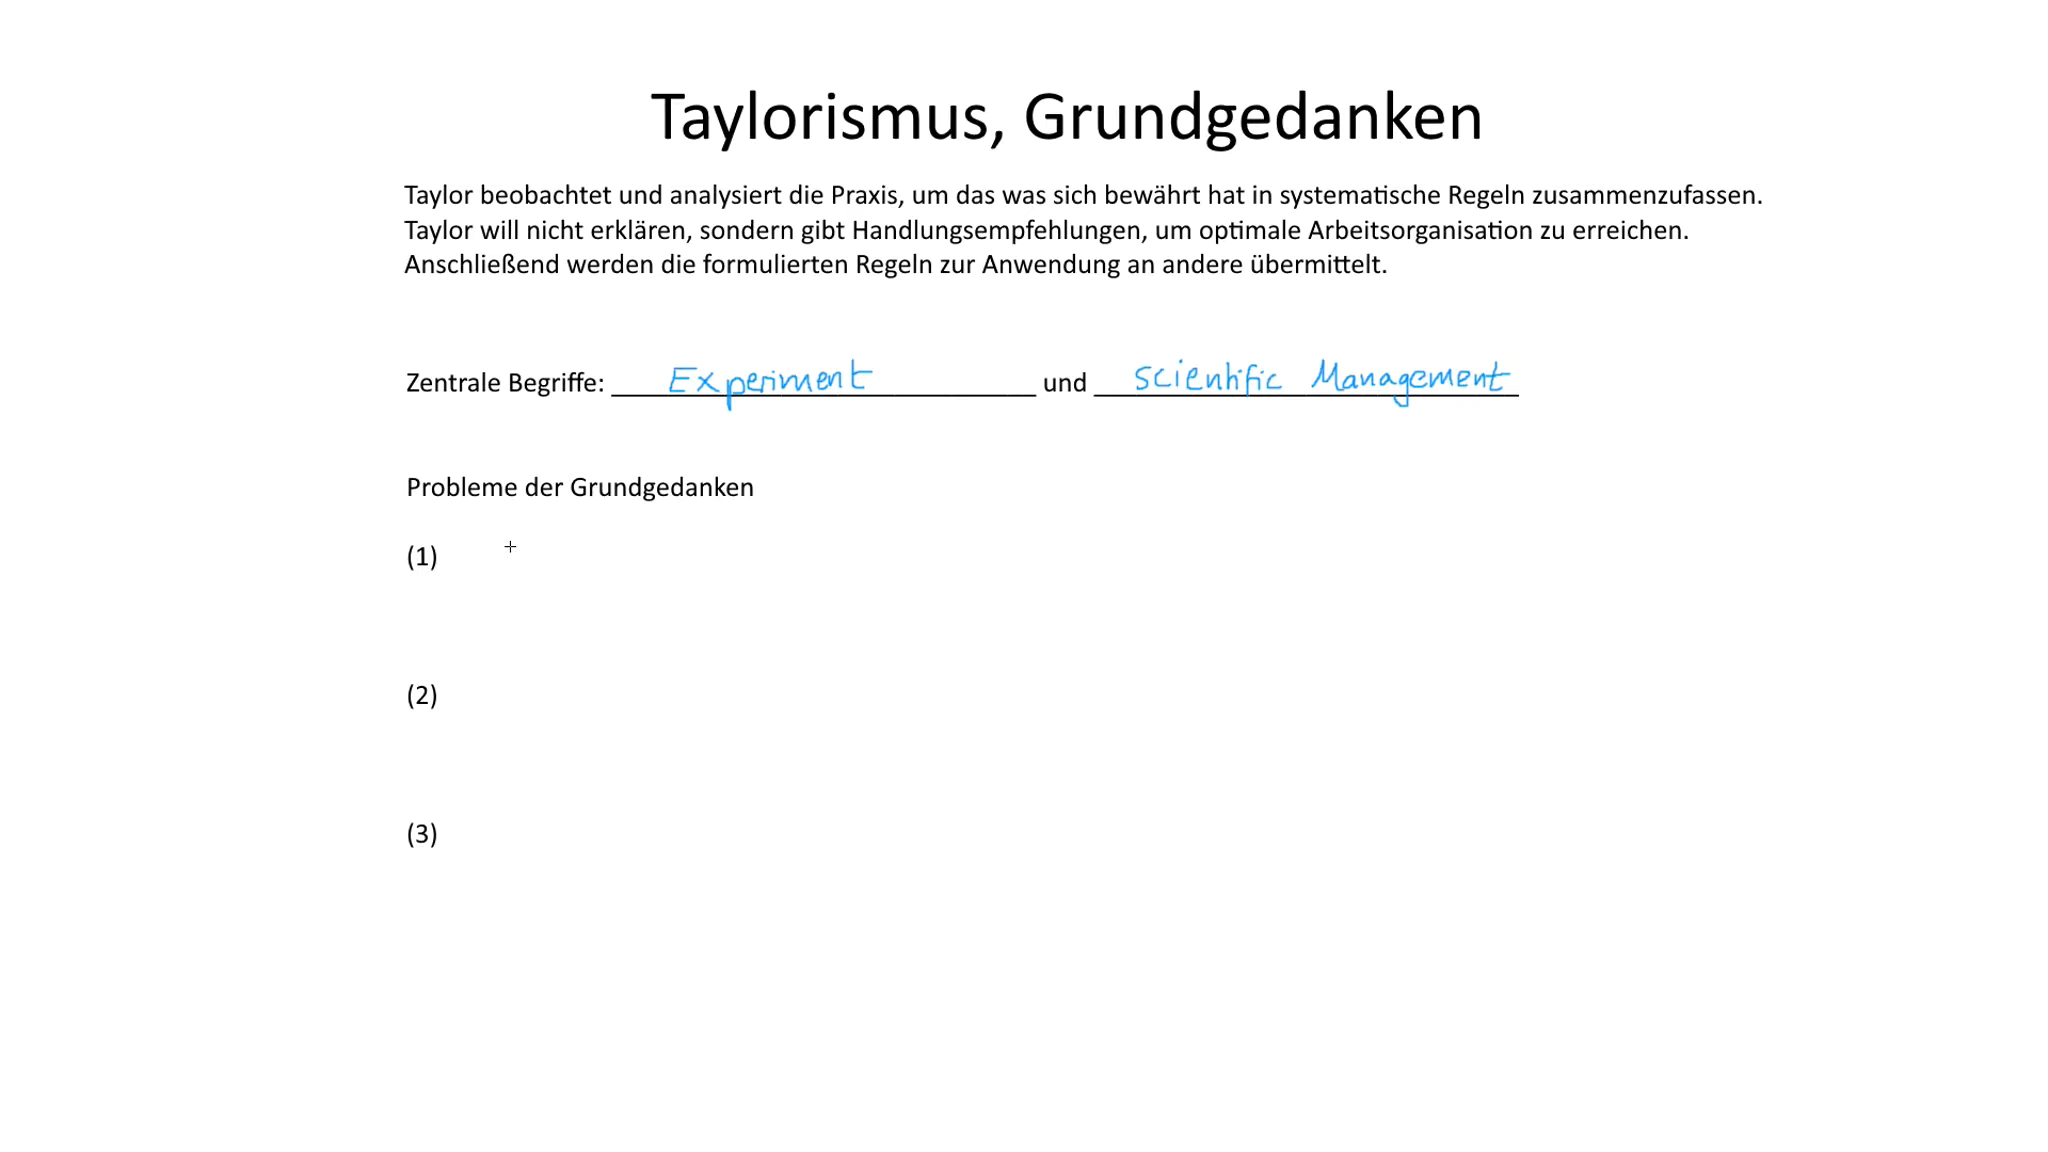 Taylorismus, Grundgedanken
Taylor beobachtet und analysiert die Praxis, um das was sich bewährt hat in systematische Regeln zusammenzufassen.
Taylor will nicht erklären, sondern gibt Handlungsempfehlungen, um optimale Arbeitsorganisation zu erreichen.
Anschließend werden die formulierten Regeln zur Anwendung an andere übermittelt.
Zentrale Begriffe: Experiment und Scientific Management
Probleme der Grundgedanken
(1)
(2)
(3)